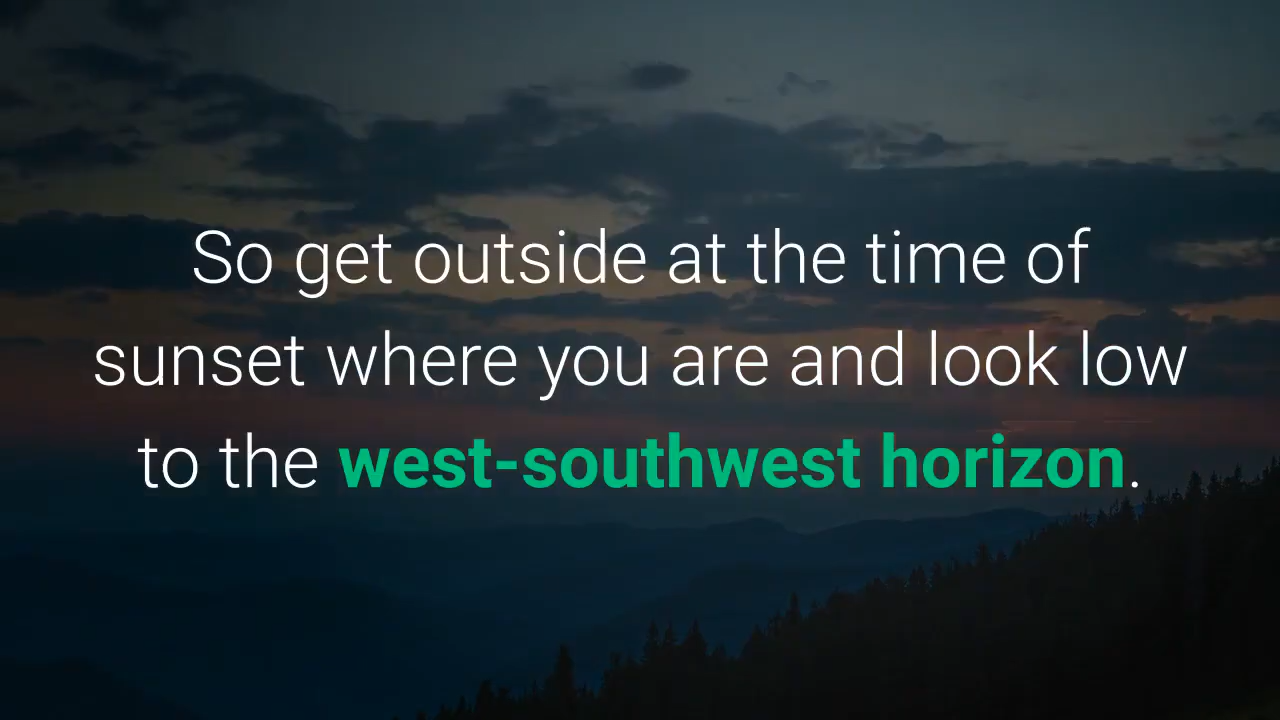 So get outside at the time of
sunset where you are and look low
to the west-southwest horizon.